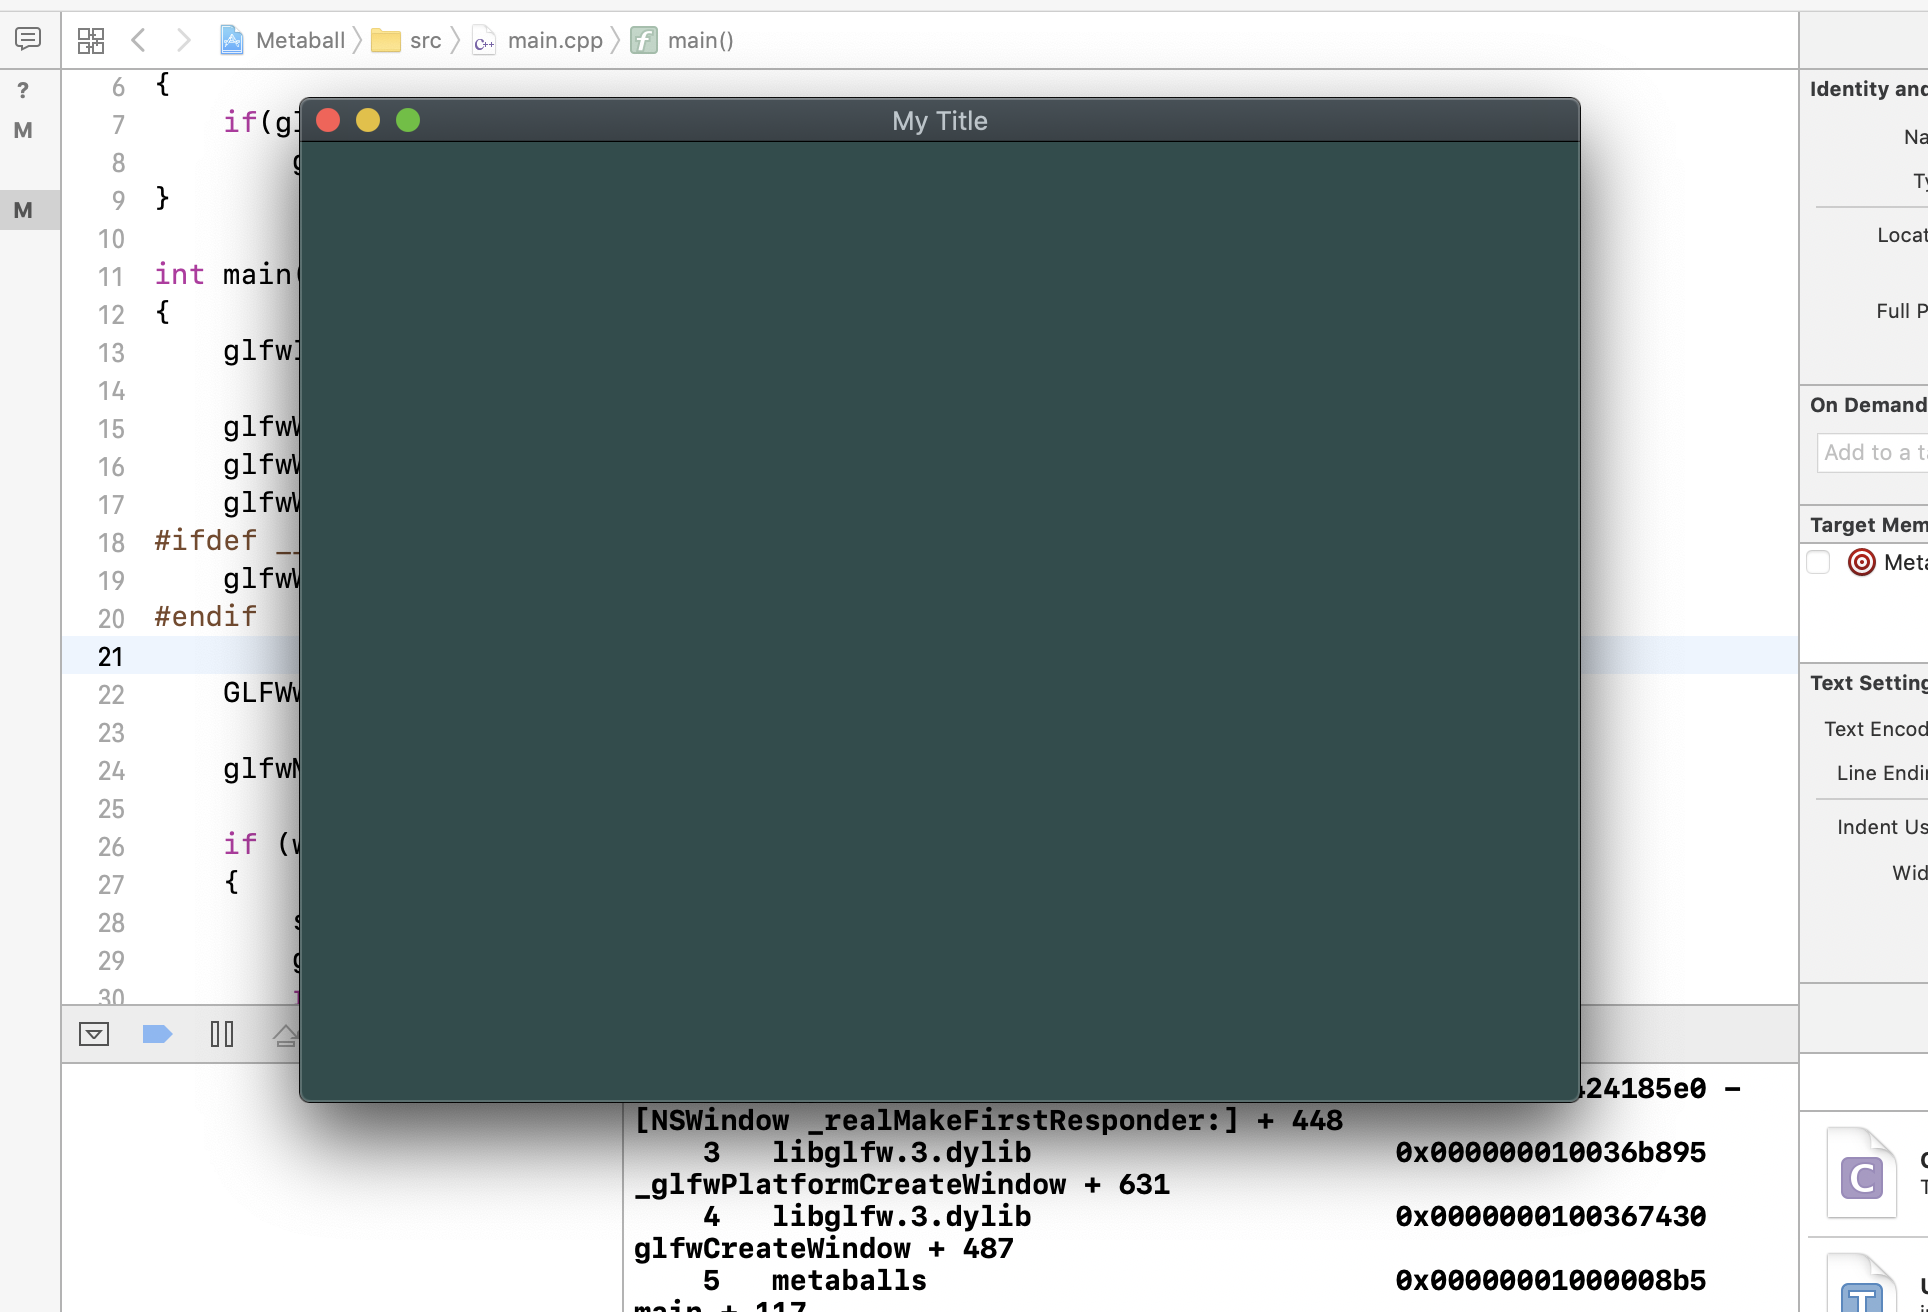 Metaball
src
main.cpp
main()
?
M
M
6 {
7 if(gl
8
9 }
10
11 int main(
12 {
13 glfwI
14
15 glfwW
16 glfwW
17 glfwW
18 #ifdef __
19 glfwW
20 #endif
21
22 GLFWw
23
24 glfwM
25
26 if (w
27 {
28
29
30
My Title
424185e0 –
[NSWindow _realMakeFirstResponder:] + 448
3 libglfw.3.dylib 0x000000010036b895
_glfwPlatformCreateWindow + 631
4 libglfw.3.dylib 0x0000000100367430
glfwCreateWindow + 487
5 metaballs 0x00000001000008b5
main + 117
Identity and
Na
Ty
Locat
Full P
On Demand
Add to a ta
Target Mem
Meta
Text Setting
Text Encod
Line Endin
Indent Us
Wid
C
T